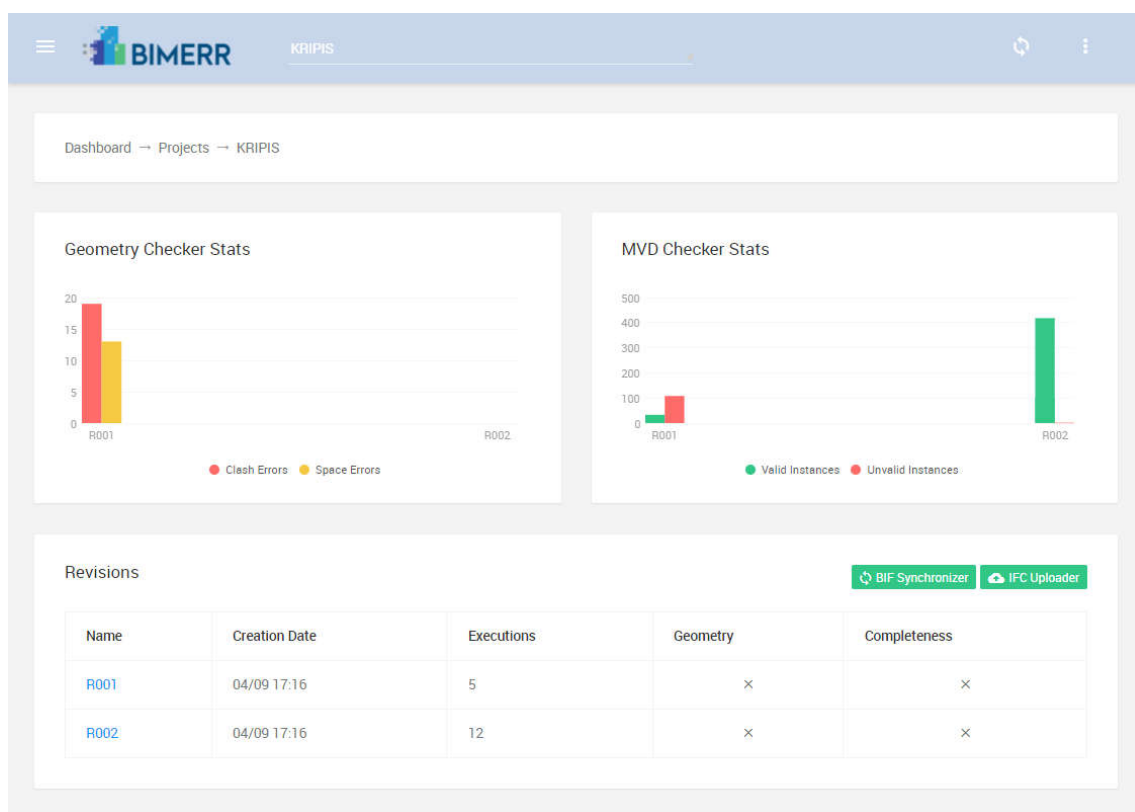 BIMERR KRIPIS
Dashboard → Projects → KRIPIS
Geometry Checker Stats
20
15
10
5
0
R001 R002
Clash Errors Space Errors
MVD Checker Stats
500
400
300
200
100
0
R001 R002
Valid Instances Unvalid Instances
Revisions BIF Synchronizer IFC Uploader
Name Creation Date Executions Geometry Completeness
R001 04/09 17:16 5 × ×
R002 04/09 17:16 12 × ×